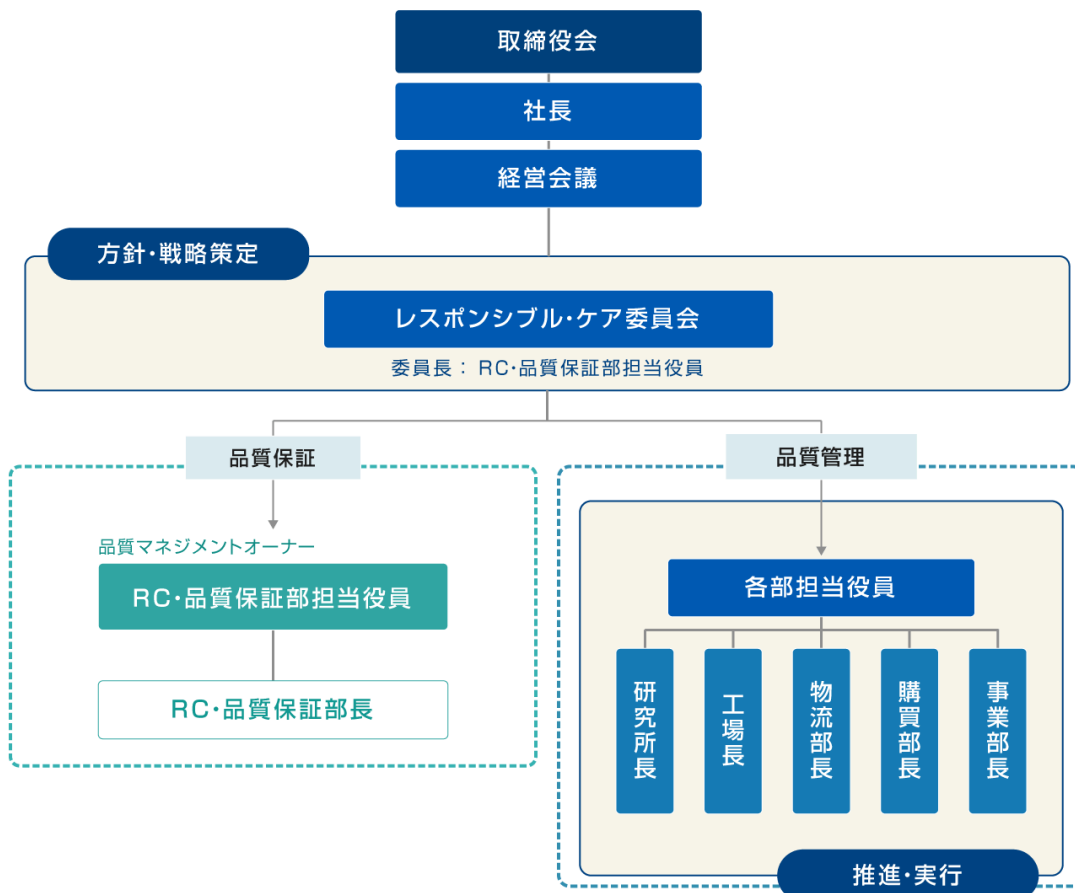 取締役会
社長
経営会議
方針・戦略策定
レスポンシブル・ケア委員会
委員長： RC・品質保証部担当役員
品質保証
品質マネジメントオーナー
RC・品質保証部担当役員
RC・品質保証部長
品質管理
各部担当役員
研究所長
工場長
物流部長
購買部長
事業部長
推進・実行